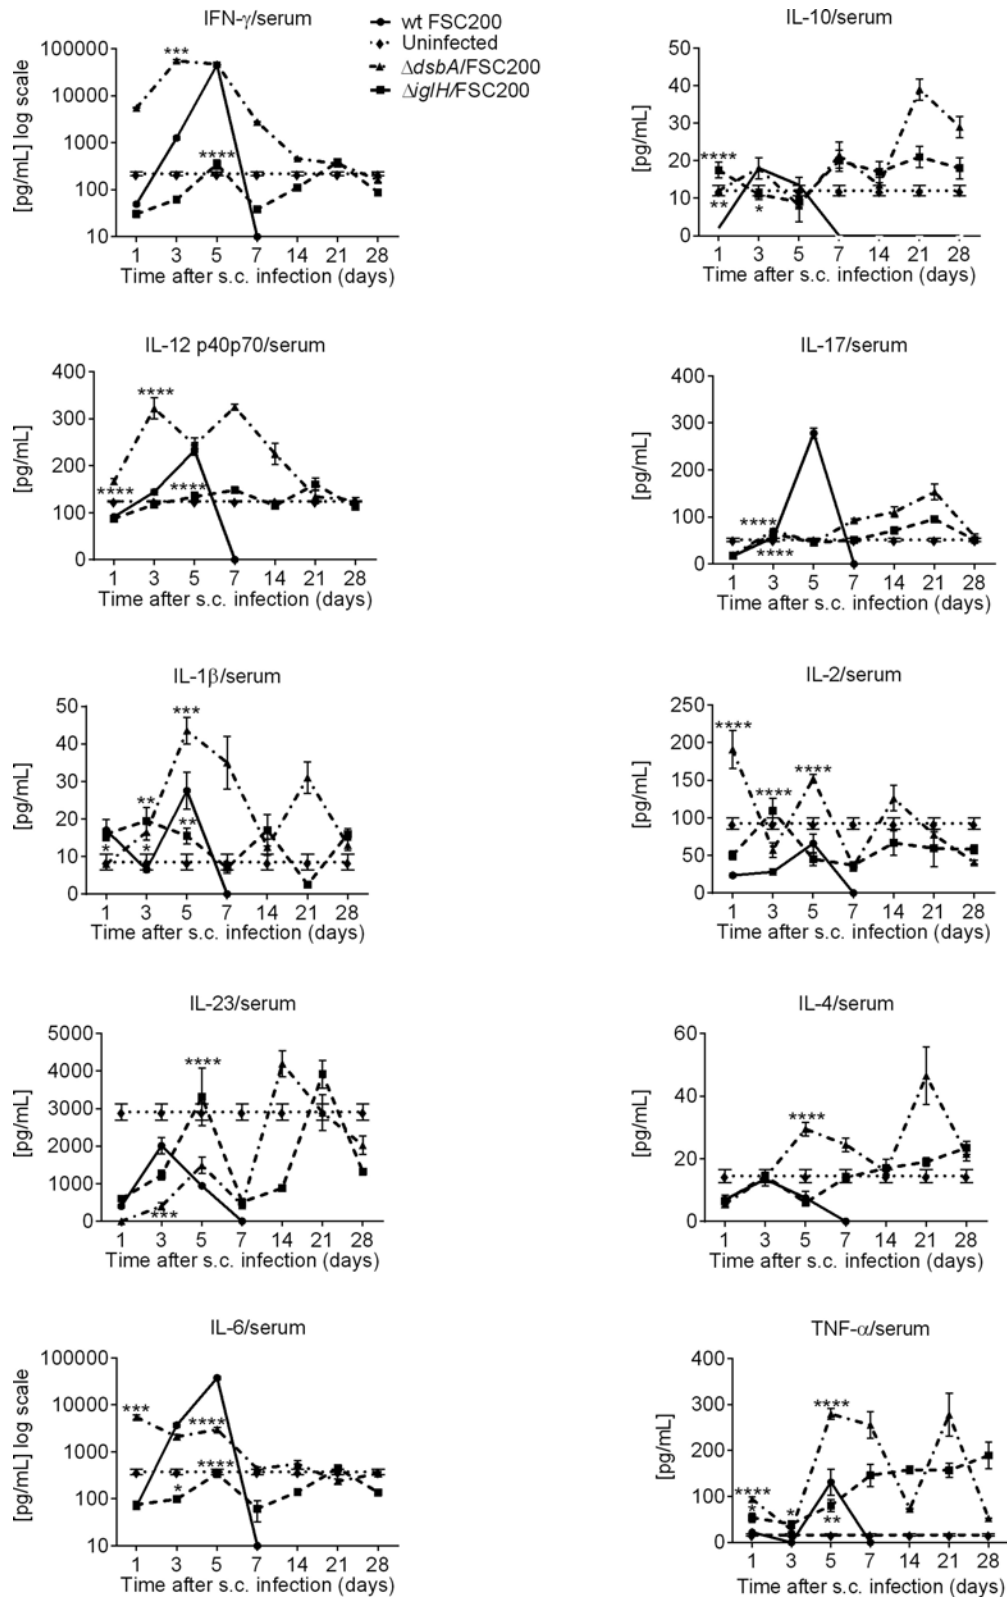 IFN-γ/serum
wt FSC200
Uninfected
ΔdsbA/FSC200
ΔiglH/FSC200
[pg/mL] log scale
100000
10000
1000
100
10
***
****
1 3 5 7 14 21 28
Time after s.c. infection (days)
IL-10/serum
[pg/mL]
50
40
30
20
10
0
****
**
*
1 3 5 7 14 21 28
Time after s.c. infection (days)
IL-12 p40p70/serum
[pg/mL]
400
300
200
100
0
****
****
****
1 3 5 7 14 21 28
Time after s.c. infection (days)
IL-17/serum
[pg/mL]
400
300
200
100
0
****
****
1 3 5 7 14 21 28
Time after s.c. infection (days)
IL-1β/serum
[pg/mL]
50
40
30
20
10
0
***
**
**
*
*
1 3 5 7 14 21 28
Time after s.c. infection (days)
IL-2/serum
[pg/mL]
250
200
150
100
50
0
****
****
****
1 3 5 7 14 21 28
Time after s.c. infection (days)
IL-23/serum
[pg/mL]
5000
4000
3000
2000
1000
0
****
***
1 3 5 7 14 21 28
Time after s.c. infection (days)
IL-4/serum
[pg/mL]
60
40
20
0
****
1 3 5 7 14 21 28
Time after s.c. infection (days)
IL-6/serum
[pg/mL] log scale
100000
10000
1000
100
10
***
****
****
*
1 3 5 7 14 21 28
Time after s.c. infection (days)
TNF-α/serum
[pg/mL]
400
300
200
100
0
****
****
*
*
**
1 3 5 7 14 21 28
Time after s.c. infection (days)